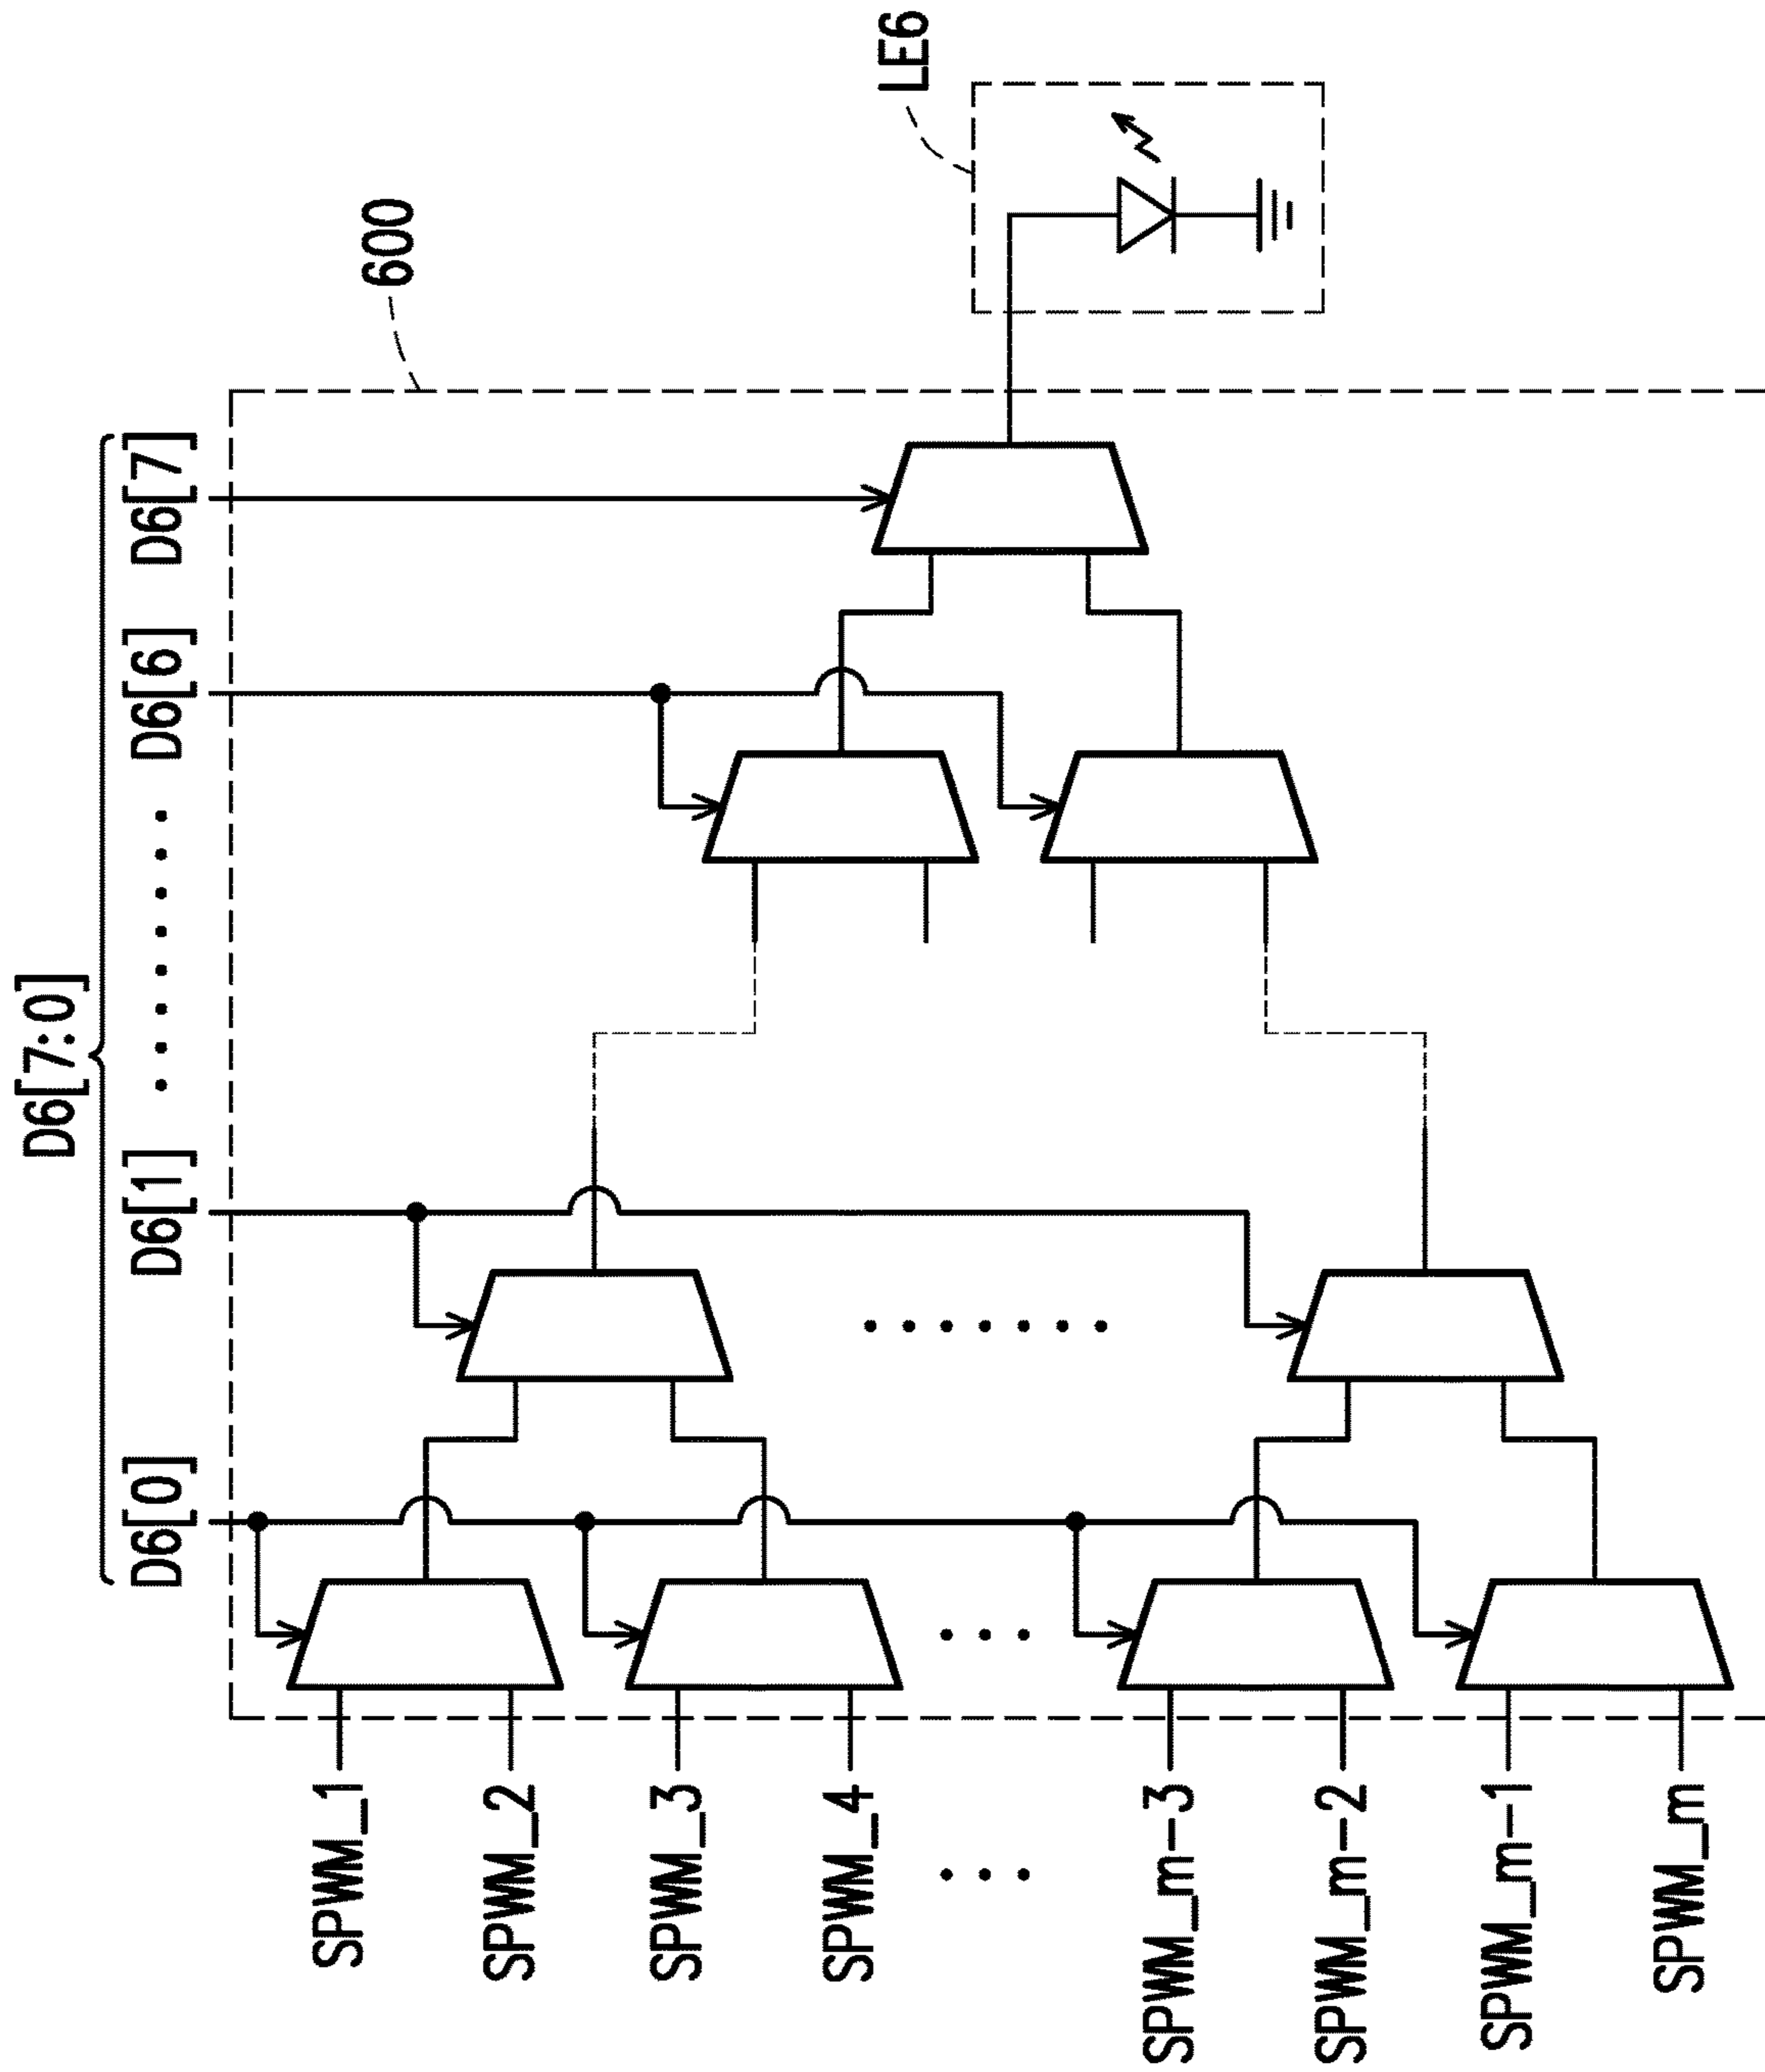 D6[7:0]
D6[0]
D6[1]
.......
D6[6]
D6[7]
600
LE6
SPWM_1
SPWM_2
SPWM_3
SPWM_4
...
SPWM_m-3
SPWM_m-2
SPWM_m-1
SPWM_m